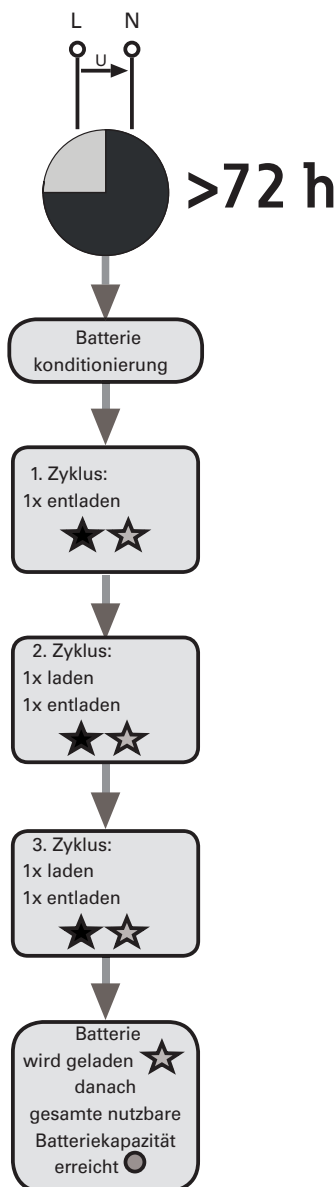 L N
U
>72 h
Batterie
konditionierung
1. Zyklus:
1x entladen
2. Zyklus:
1x laden
1x entladen
3. Zyklus:
1x laden
1x entladen
Batterie
wird geladen
danach
gesamte nutzbare
Batteriekapazität
erreicht